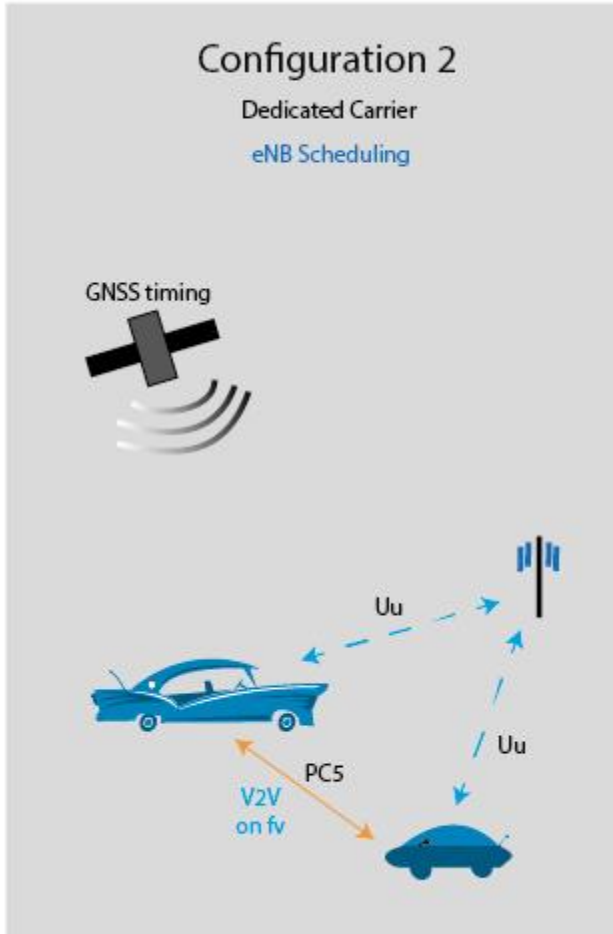 Configuration 2
Dedicated Carrier
eNB Scheduling
GNSS timing
Uu
Uu
PC5
V2V
on fv